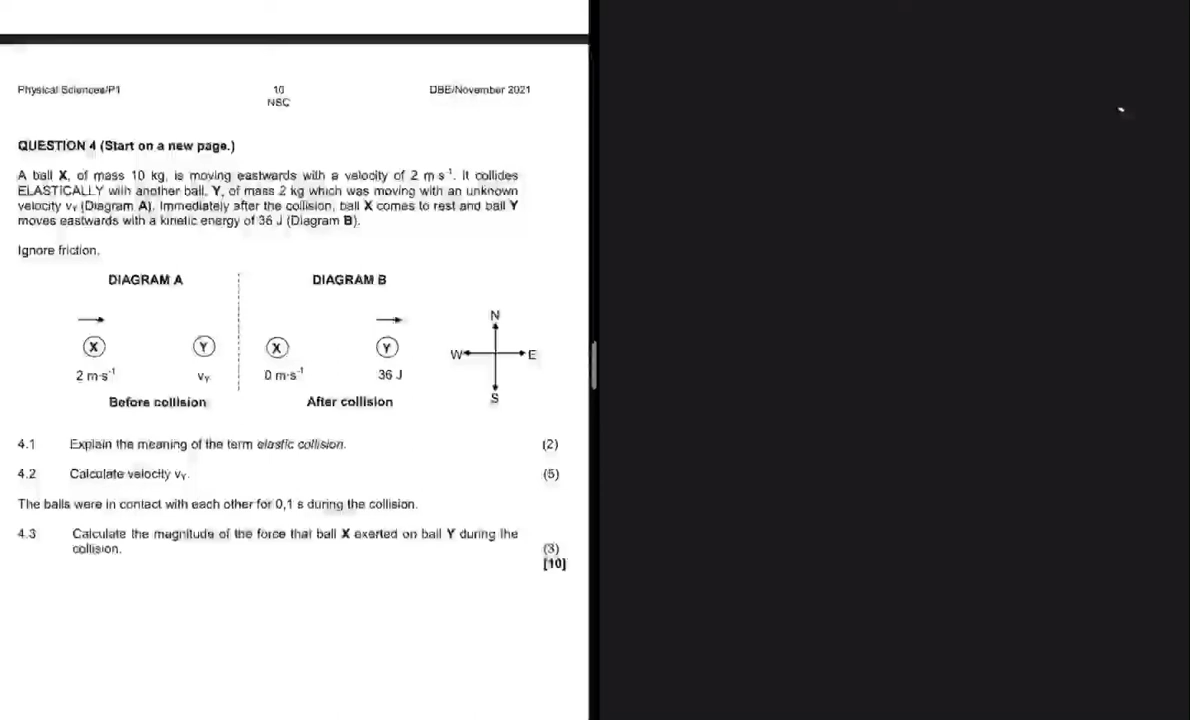 Physical Sciences/P1 10 DBE/November 2021
NSC
QUESTION 4 (Start on a new page.)
A ball X, of mass 10 kg, is moving eastwards with a velocity of 2 m·s⁻¹. It collides
ELASTICALLY with another ball, Y, of mass 2 kg which was moving with an unknown
velocity vY (Diagram A). Immediately after the collision, ball X comes to rest and ball Y
moves eastwards with a kinetic energy of 36 J (Diagram B).
Ignore friction.
DIAGRAM A DIAGRAM B
N
X Y X Y
W E
2 m·s⁻¹ vY 0 m·s⁻¹ 36 J
S
Before collision After collision
4.1 Explain the meaning of the term elastic collision. (2)
4.2 Calculate velocity vY. (5)
The balls were in contact with each other for 0,1 s during the collision.
4.3 Calculate the magnitude of the force that ball X exerted on ball Y during the
collision. (3)
[10]